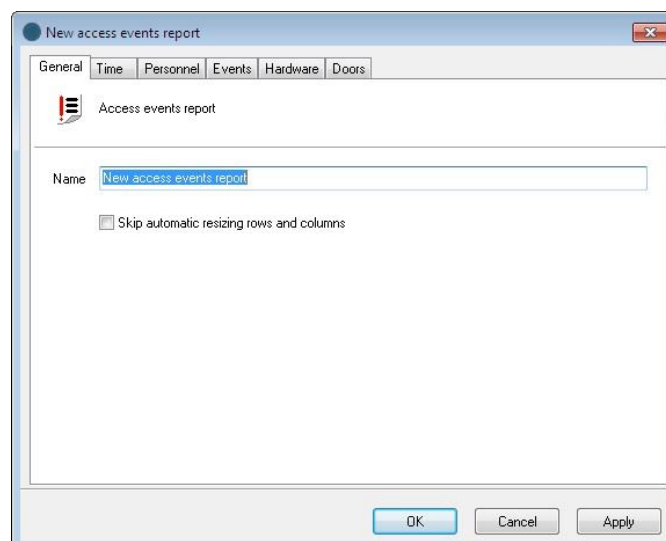 New access events report
General Time Personnel Events Hardware Doors
Access events report
Name New access events report
Skip automatic resizing rows and columns
OK Cancel Apply